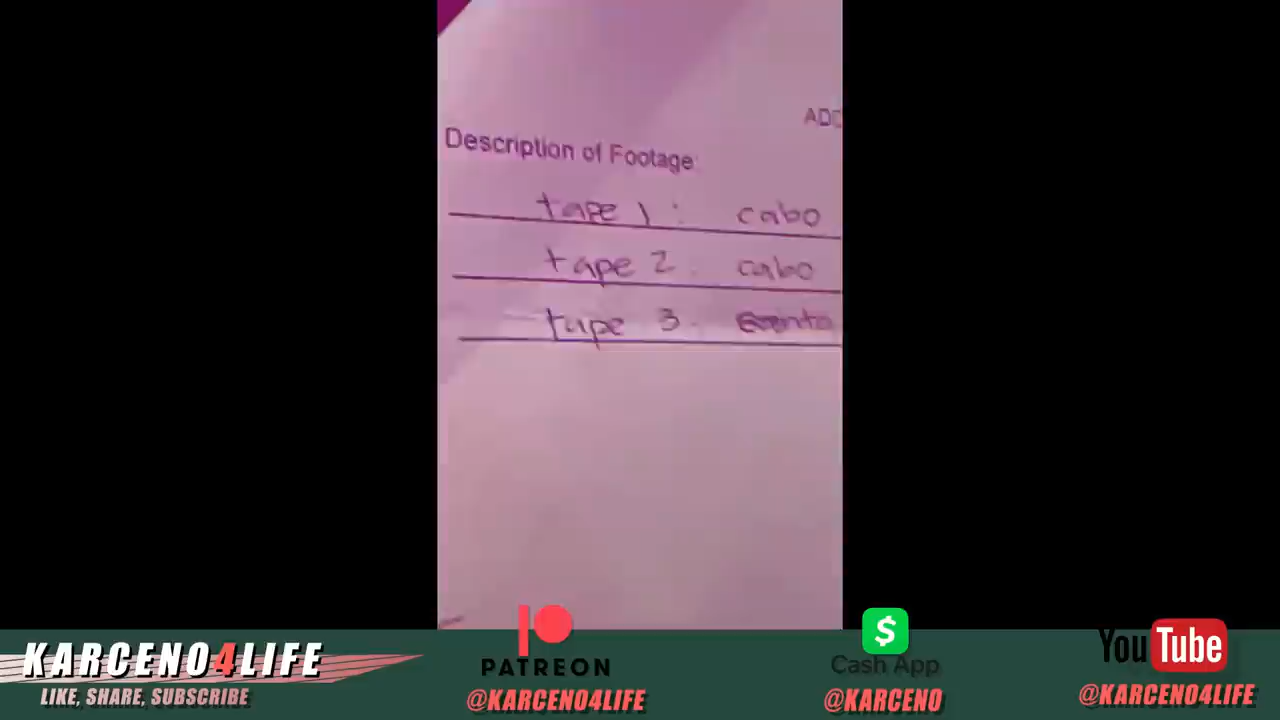 ADD
Description of Footage:
tape 1: cabo
tape 2. cabo
tape 3.
KARCENO4LIFE
LIKE, SHARE, SUBSCRIBE
PATREON
@KARCENO4LIFE
$
Cash App
@KARCENO
YouTube
@KARCENO4LIFE